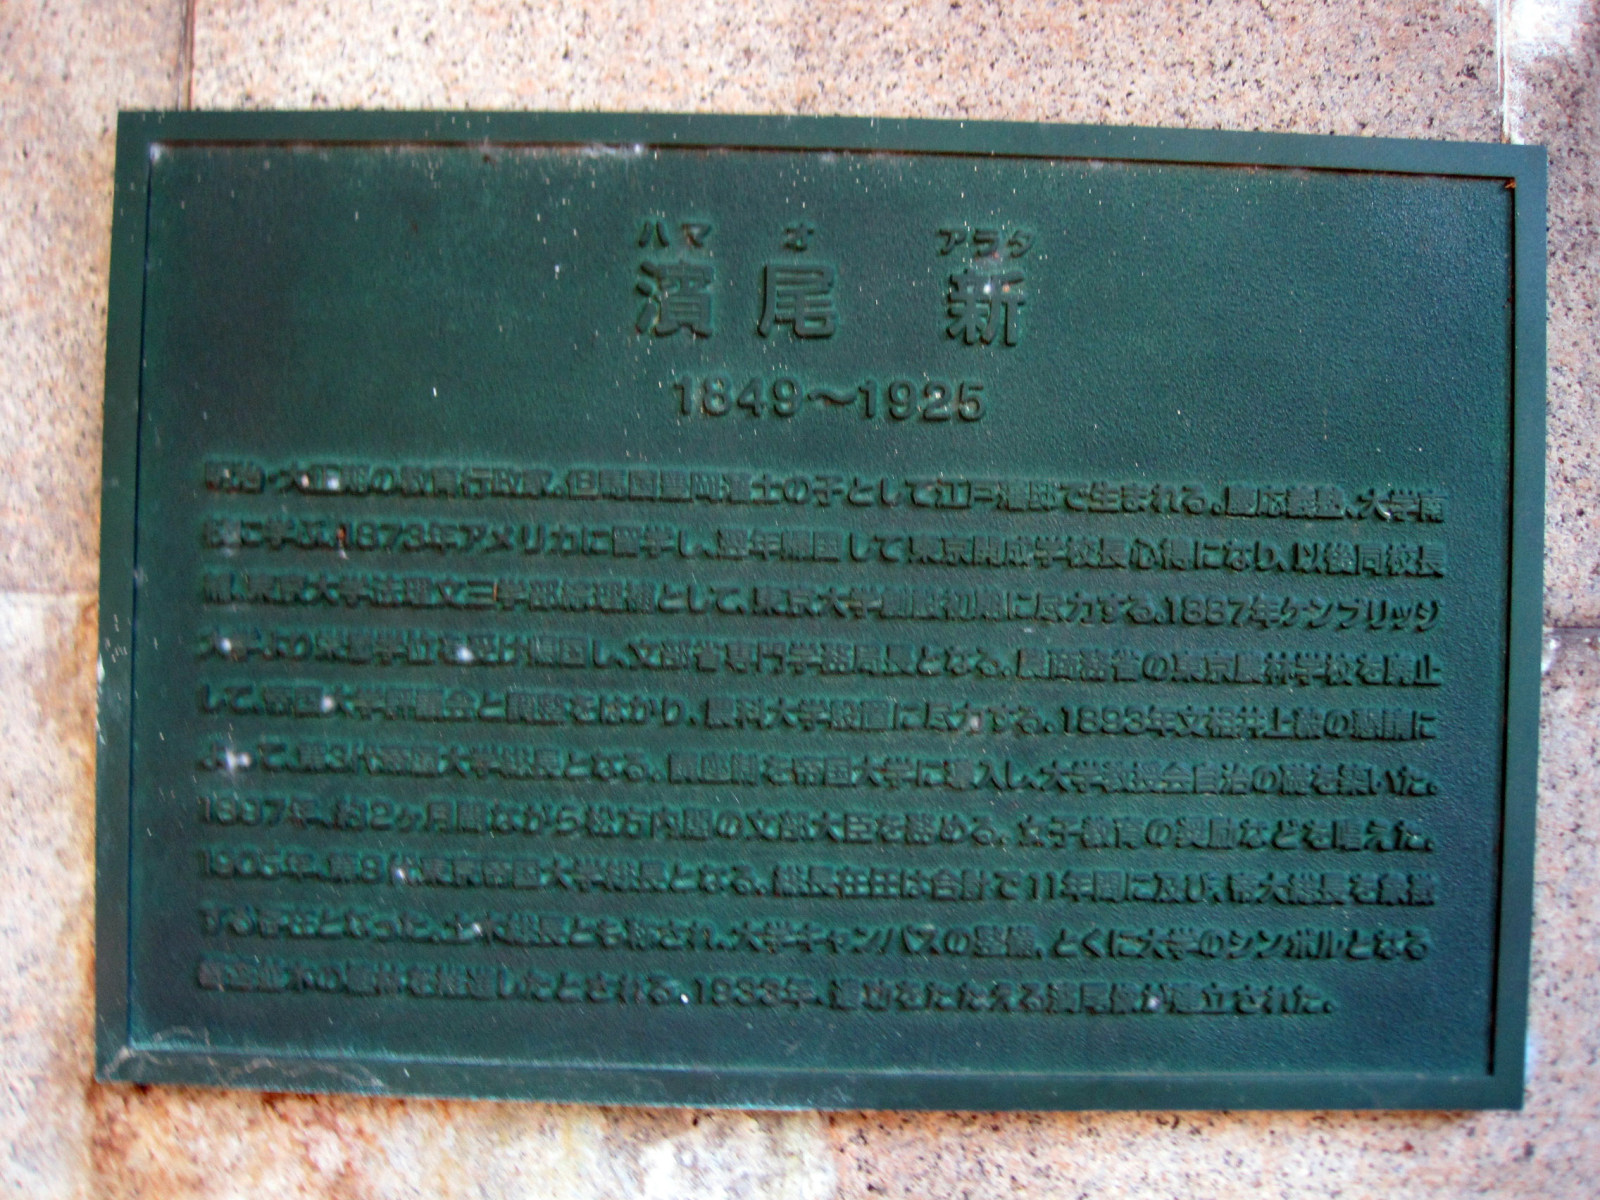 ハマ オ アラタ
濱尾 新
1849〜1925
明治・大正期の教育行政家。但馬国豊岡藩士の子として江戸藩邸で生まれる。慶応義塾、大学南
校に学ぶ。1873年アメリカに留学し、翌年帰国して東京開成学校長心得になり、以後同校長
補、東京大学法理文三学部綜理補として、東京大学創設初期に尽力する。1887年ケンブリッジ
大学より 学位を受け帰国し、文部省専門学務局長となる。農商務省の東京農林学校を廃止
して、帝国大学評議会と調整をはかり、農科大学設置に尽力する。1893年文相井上毅の懇請に
よって、第3代帝国大学総長となる。講座制を帝国大学に導入し、大学教授会自治の礎を築いた。
1897年、約2ヶ月間ながら松方内閣の文部大臣を務める。女子教育の奨励などを唱えた。
1905年、第8代東京帝国大学総長となる。総長在任は合計で11年間に及び、帝大総長を象徴
する存在となった。 総長とも称され、大学キャンパスの整備、とくに大学のシンボルとなる
並木の植林を推進したとされる。1933年、遺功をたたえる濱尾像が建立された。